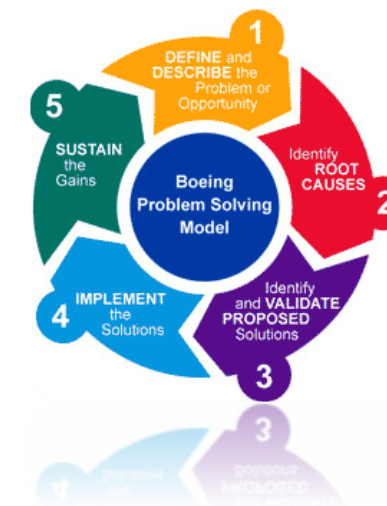 1
DEFINE and
DESCRIBE the
Problem or
Opportunity
2
Identify
ROOT
CAUSES
3
Identify
and VALIDATE
PROPOSED
Solutions
4
IMPLEMENT
the
Solutions
5
SUSTAIN
the
Gains
Boeing
Problem Solving
Model